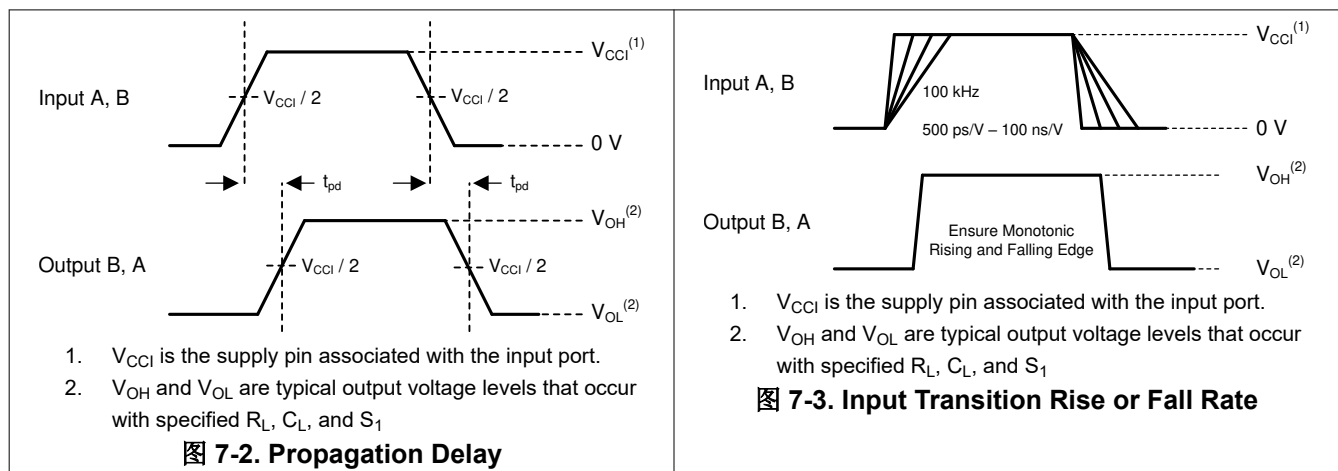 V_CCI^(1)
Input A, B
V_CCI / 2
V_CCI / 2
0 V
t_pd
t_pd
V_OH^(2)
Output B, A
V_CCI / 2
V_CCI / 2
V_OL^(2)
1. V_CCI is the supply pin associated with the input port.
2. V_OH and V_OL are typical output voltage levels that occur
with specified R_L, C_L, and S_1
图 7-2. Propagation Delay
V_CCI^(1)
Input A, B
100 kHz
500 ps/V – 100 ns/V
0 V
V_OH^(2)
Output B, A
Ensure Monotonic
Rising and Falling Edge
V_OL^(2)
1. V_CCI is the supply pin associated with the input port.
2. V_OH and V_OL are typical output voltage levels that occur
with specified R_L, C_L, and S_1
图 7-3. Input Transition Rise or Fall Rate